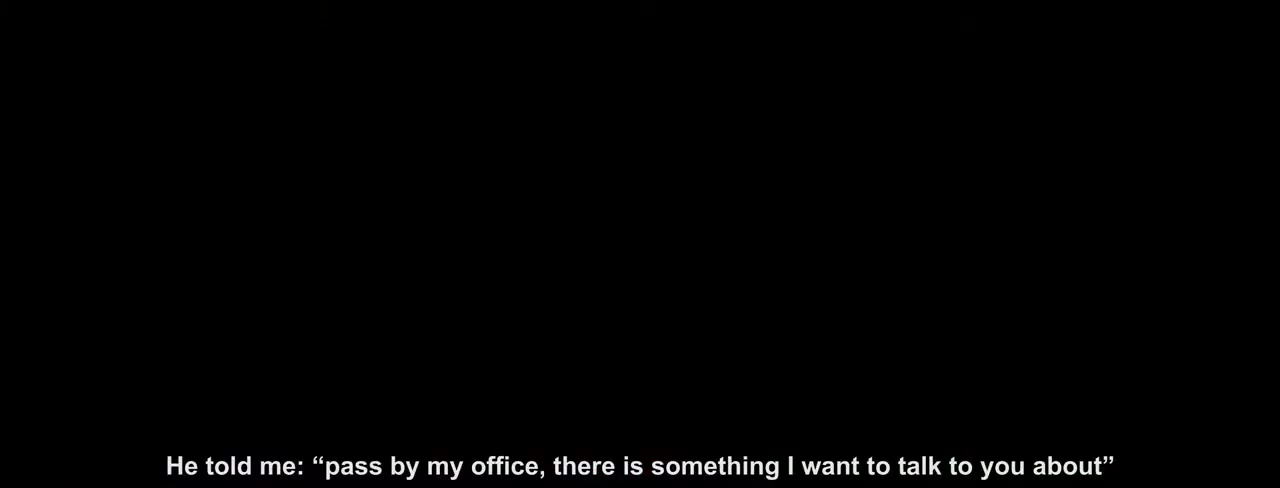 He told me: “pass by my office, there is something I want to talk to you about”